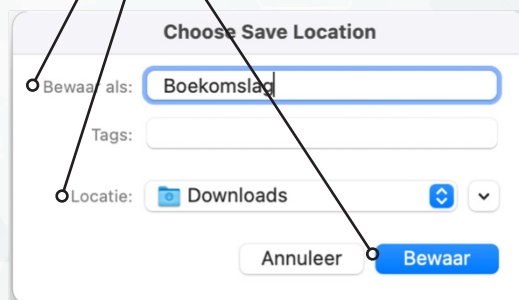 Choose Save Location
Bewaar als: Boekomslag
Tags:
Locatie: Downloads
Annuleer Bewaar